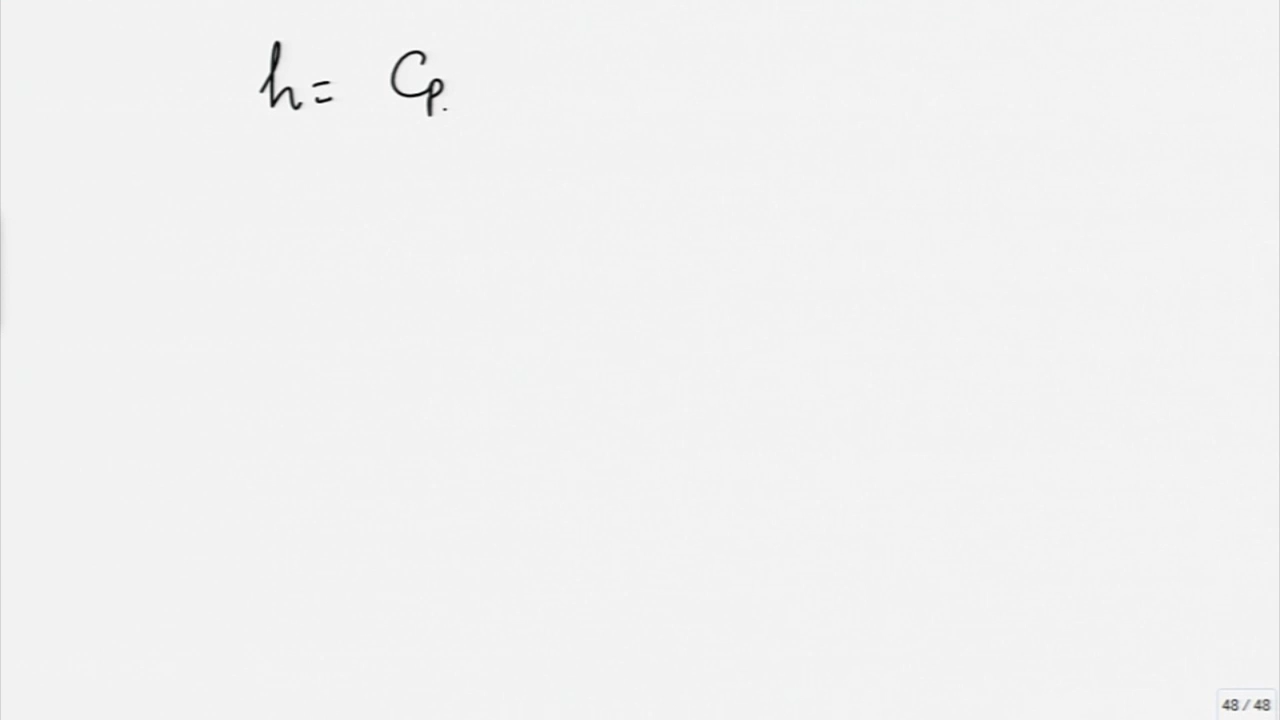 h = Cp.
48 / 48